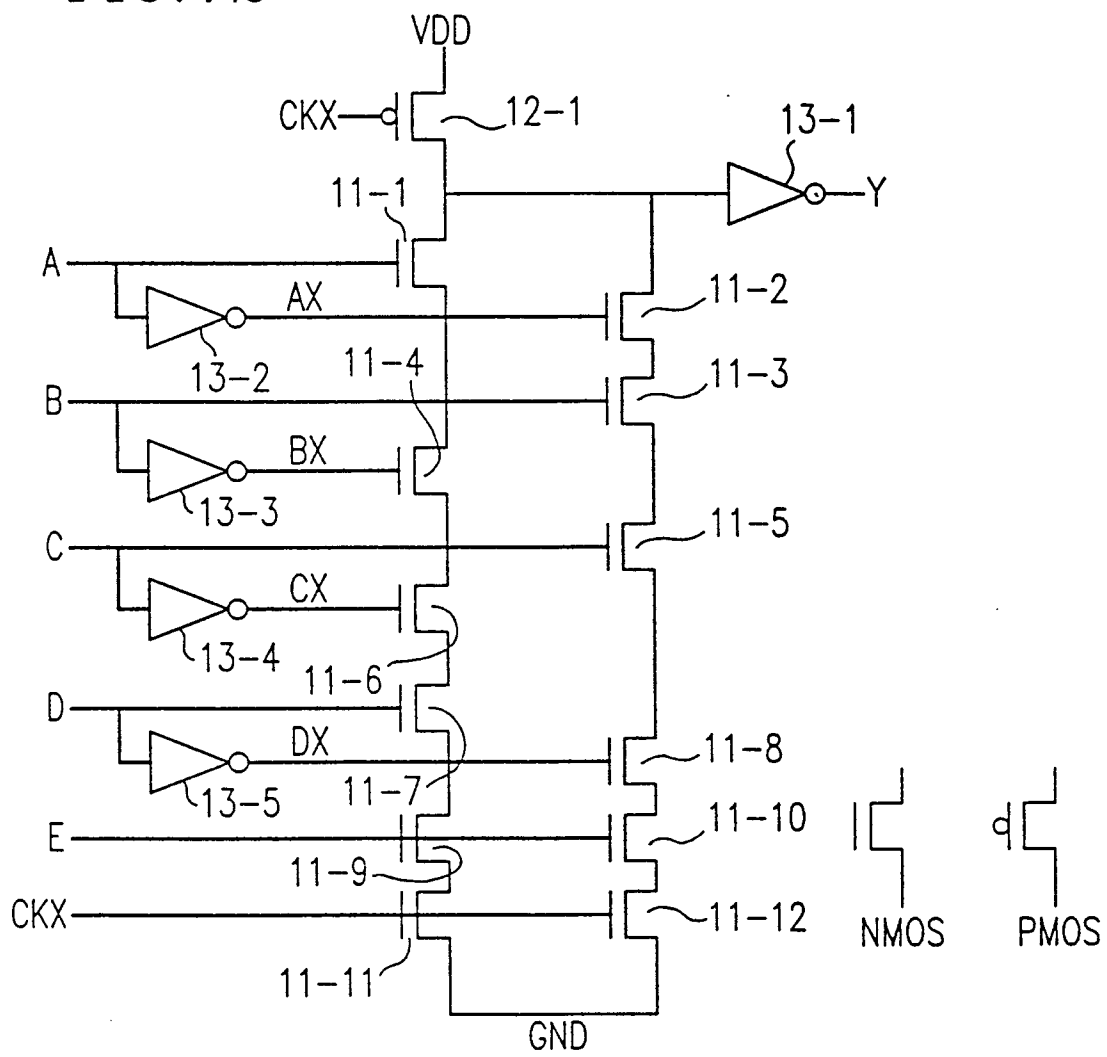 VDD
CKX
12-1
13-1
Y
11-1
A
AX
11-2
13-2
11-4
11-3
B
BX
13-3
11-5
C
CX
13-4
11-6
D
DX
11-8
13-5
11-7
E
11-10
11-9
CKX
11-12
NMOS
PMOS
11-11
GND